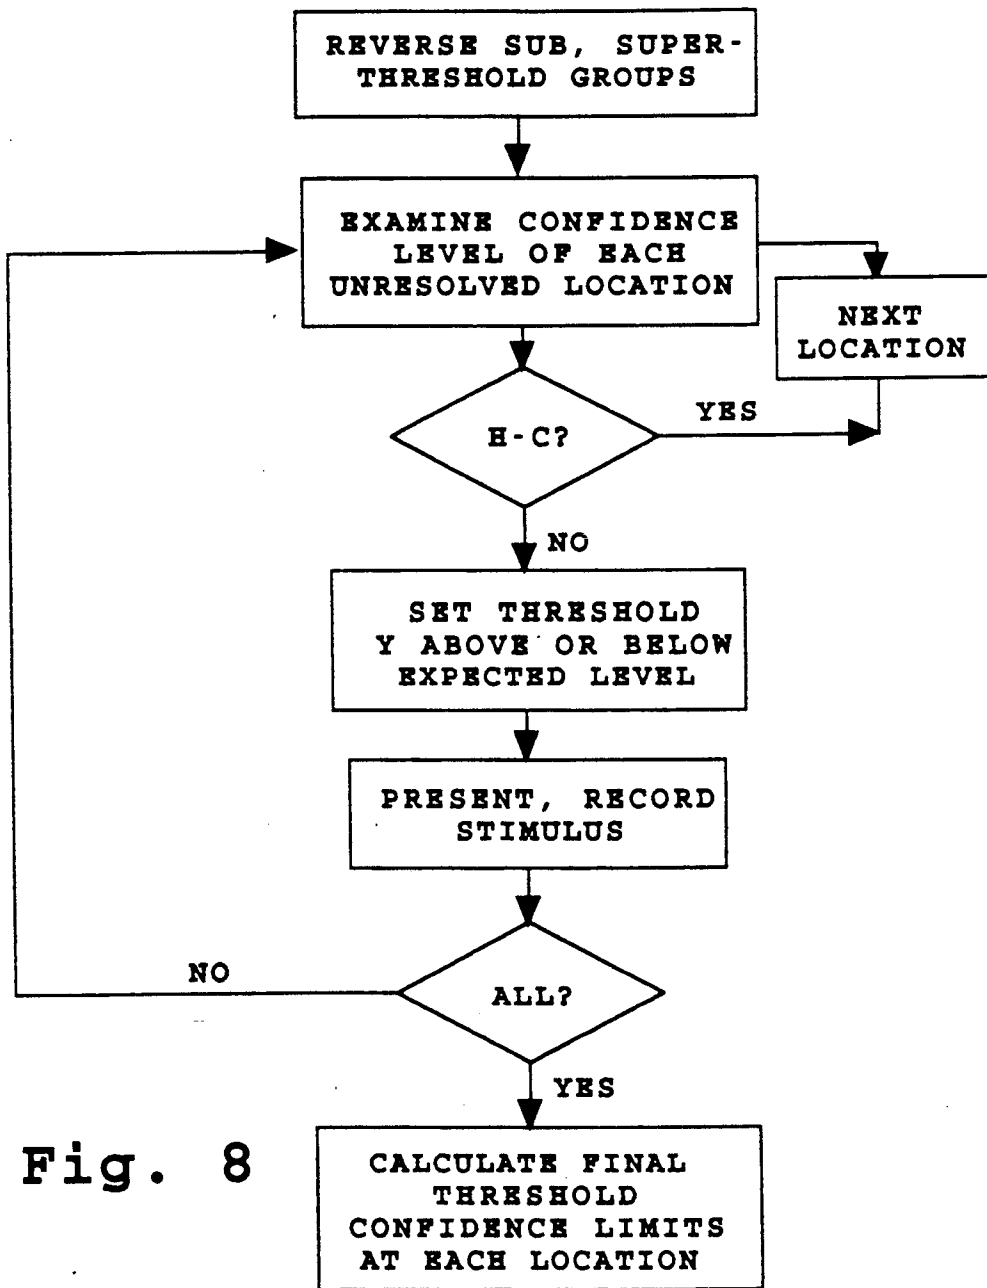 REVERSE SUB, SUPER-
THRESHOLD GROUPS
EXAMINE CONFIDENCE
LEVEL OF EACH
UNRESOLVED LOCATION
NEXT
LOCATION
H-C?
YES
NO
SET THRESHOLD
Y ABOVE OR BELOW
EXPECTED LEVEL
PRESENT, RECORD
STIMULUS
NO
ALL?
YES
Fig. 8
CALCULATE FINAL
THRESHOLD
CONFIDENCE LIMITS
AT EACH LOCATION